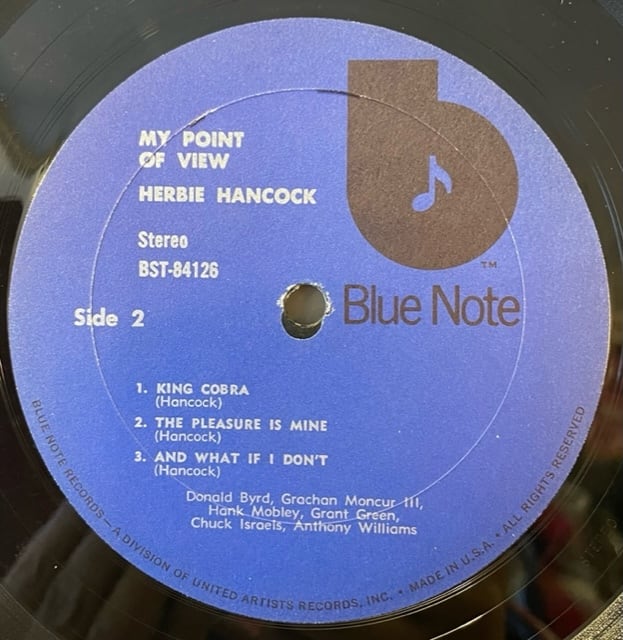 MY POINT
OF VIEW
HERBIE HANCOCK
Stereo
BST-84126
Side 2
TM
Blue Note
1. KING COBRA
(Hancock)
2. THE PLEASURE IS MINE
(Hancock)
3. AND WHAT IF I DON'T
(Hancock)
Donald Byrd, Grachan Moncur III,
Hank Mobley, Grant Green,
Chuck Israels, Anthony Williams
BLUE NOTE RECORDS—A DIVISION OF UNITED ARTISTS RECORDS, INC. • MADE IN U.S.A. • ALL RIGHTS RESERVED